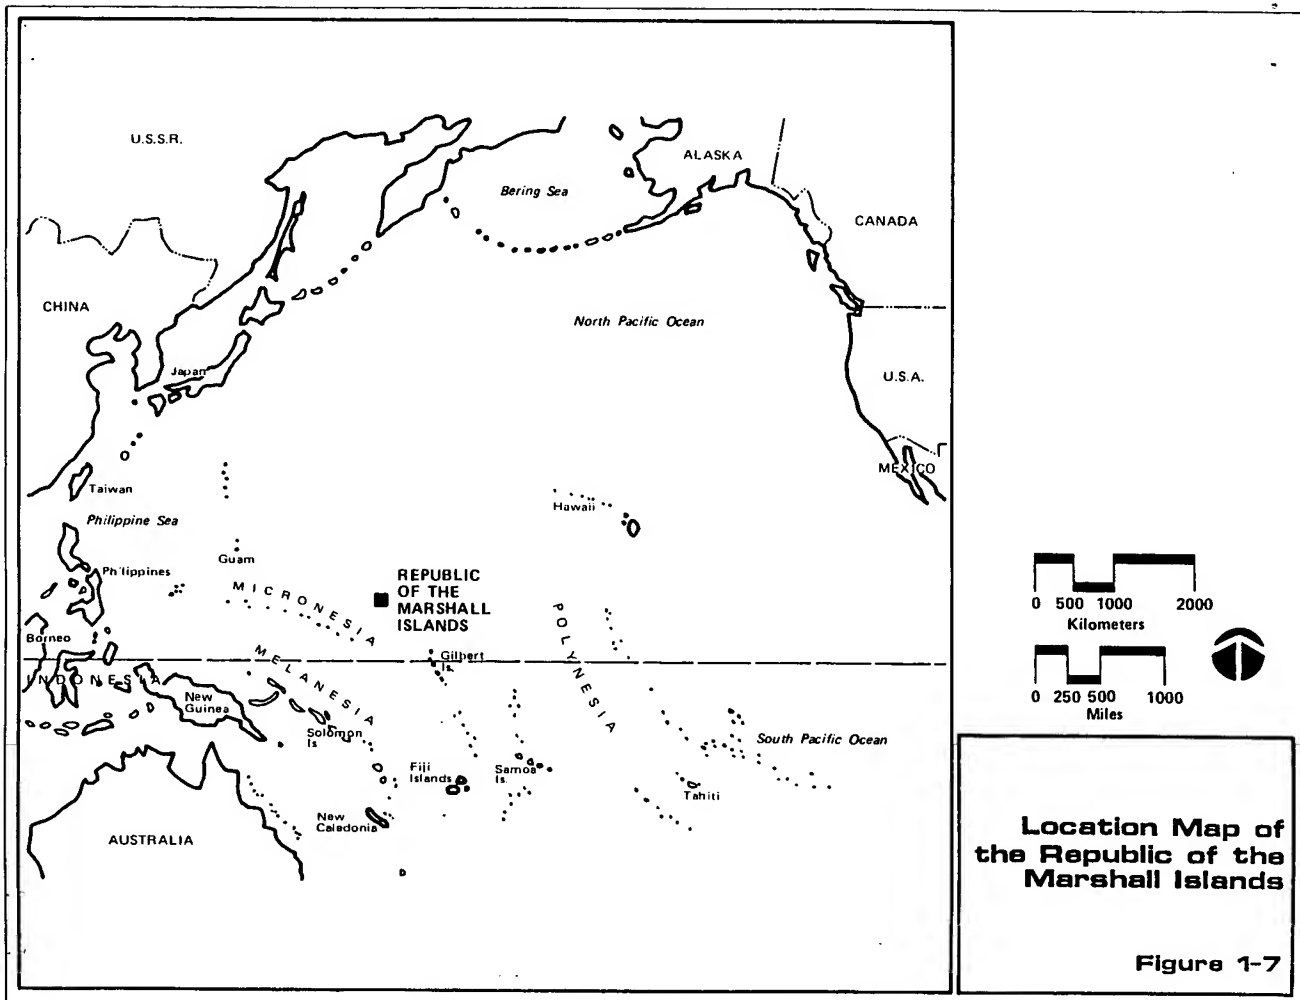 U.S.S.R.
ALASKA
Bering Sea
CANADA
CHINA
North Pacific Ocean
Japan
U.S.A.
MEXICO
Taiwan
Hawaii
Philippine Sea
Guam
Philippines
REPUBLIC
OF THE
MARSHALL
ISLANDS
MICRONESIA
POLYNESIA
Borneo
MELANESIA
Gilbert
Is.
INDONESIA
New
Guinea
Solomon
Is
South Pacific Ocean
Fiji
Islands
Samoa
Is.
Tahiti
New
Caledonia
AUSTRALIA
0 500 1000 2000
Kilometers
0 250 500 1000
Miles
Location Map of
the Republic of the
Marshall Islands
Figure 1-7